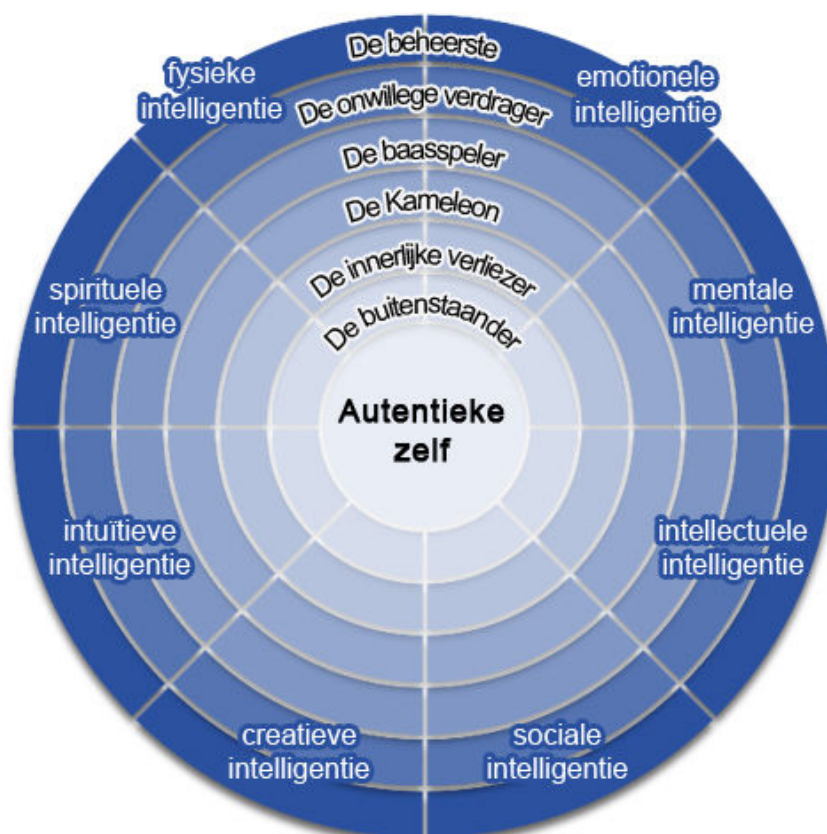 De beheerste
fysieke
intelligentie
emotionele
intelligentie
De onwillege verdrager
De baasspeler
De Kameleon
De innerlijke verliezer
De buitenstaander
spirituele
intelligentie
mentale
intelligentie
Autentieke
zelf
intuïtieve
intelligentie
intellectuele
intelligentie
creatieve
intelligentie
sociale
intelligentie